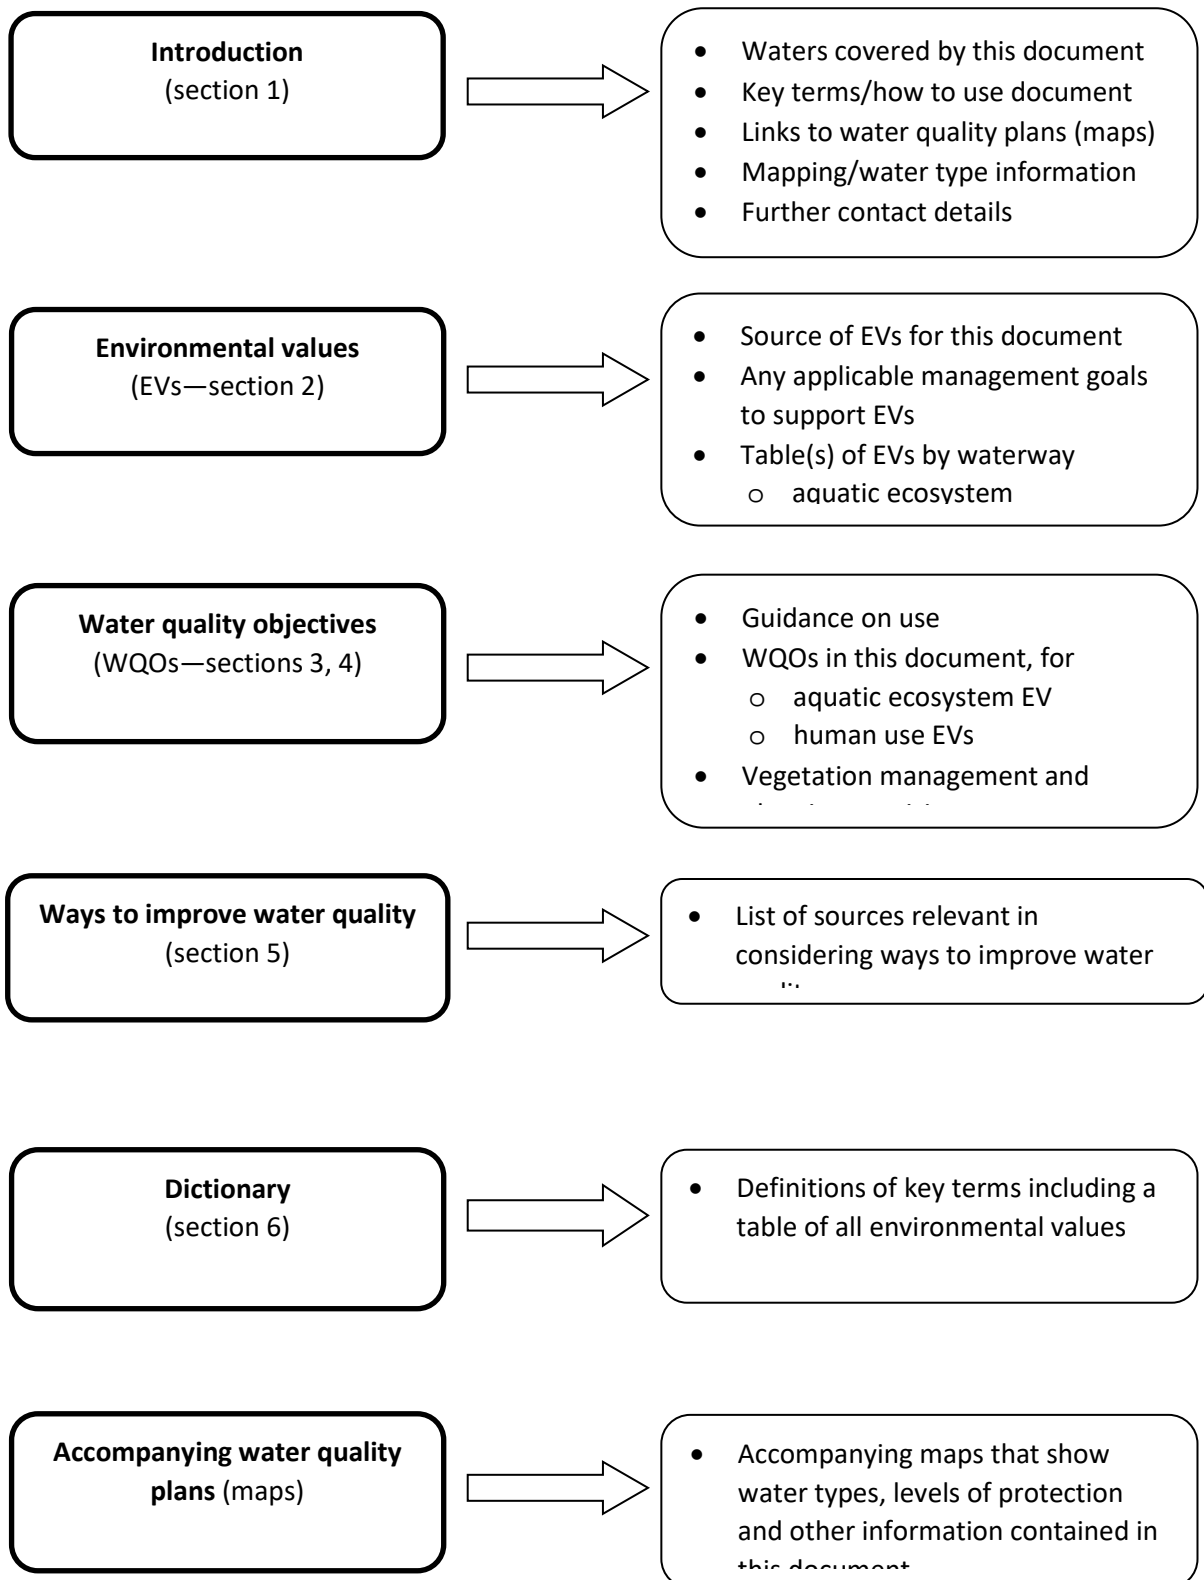 Introduction
(section 1)
• Waters covered by this document
• Key terms/how to use document
• Links to water quality plans (maps)
• Mapping/water type information
• Further contact details
Environmental values
(EVs—section 2)
• Source of EVs for this document
• Any applicable management goals
to support EVs
• Table(s) of EVs by waterway
o aquatic ecosystem
Water quality objectives
(WQOs—sections 3, 4)
• Guidance on use
• WQOs in this document, for
o aquatic ecosystem EV
o human use EVs
• Vegetation management and
Ways to improve water quality
(section 5)
• List of sources relevant in
considering ways to improve water
Dictionary
(section 6)
• Definitions of key terms including a
table of all environmental values
Accompanying water quality
plans (maps)
• Accompanying maps that show
water types, levels of protection
and other information contained in
this document